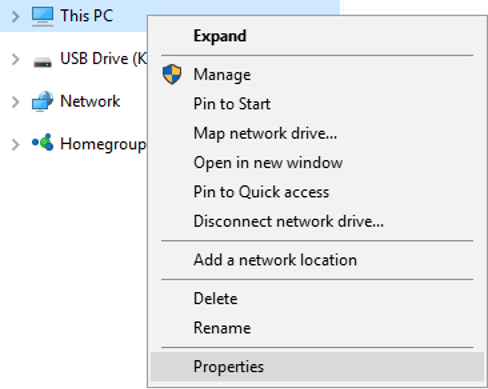 This PC
USB Drive (K
Network
Homegroup
Expand
Manage
Pin to Start
Map network drive...
Open in new window
Pin to Quick access
Disconnect network drive...
Add a network location
Delete
Rename
Properties